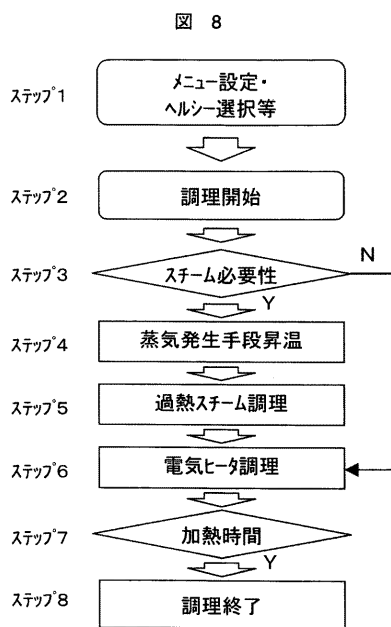 図 8
ステップ1
メニュー設定・
ヘルシー選択等
ステップ2
調理開始
N
ステップ3
スチーム必要性
Y
ステップ4
蒸気発生手段昇温
ステップ5
過熱スチーム調理
ステップ6
電気ヒータ調理
ステップ7
加熱時間
Y
ステップ8
調理終了